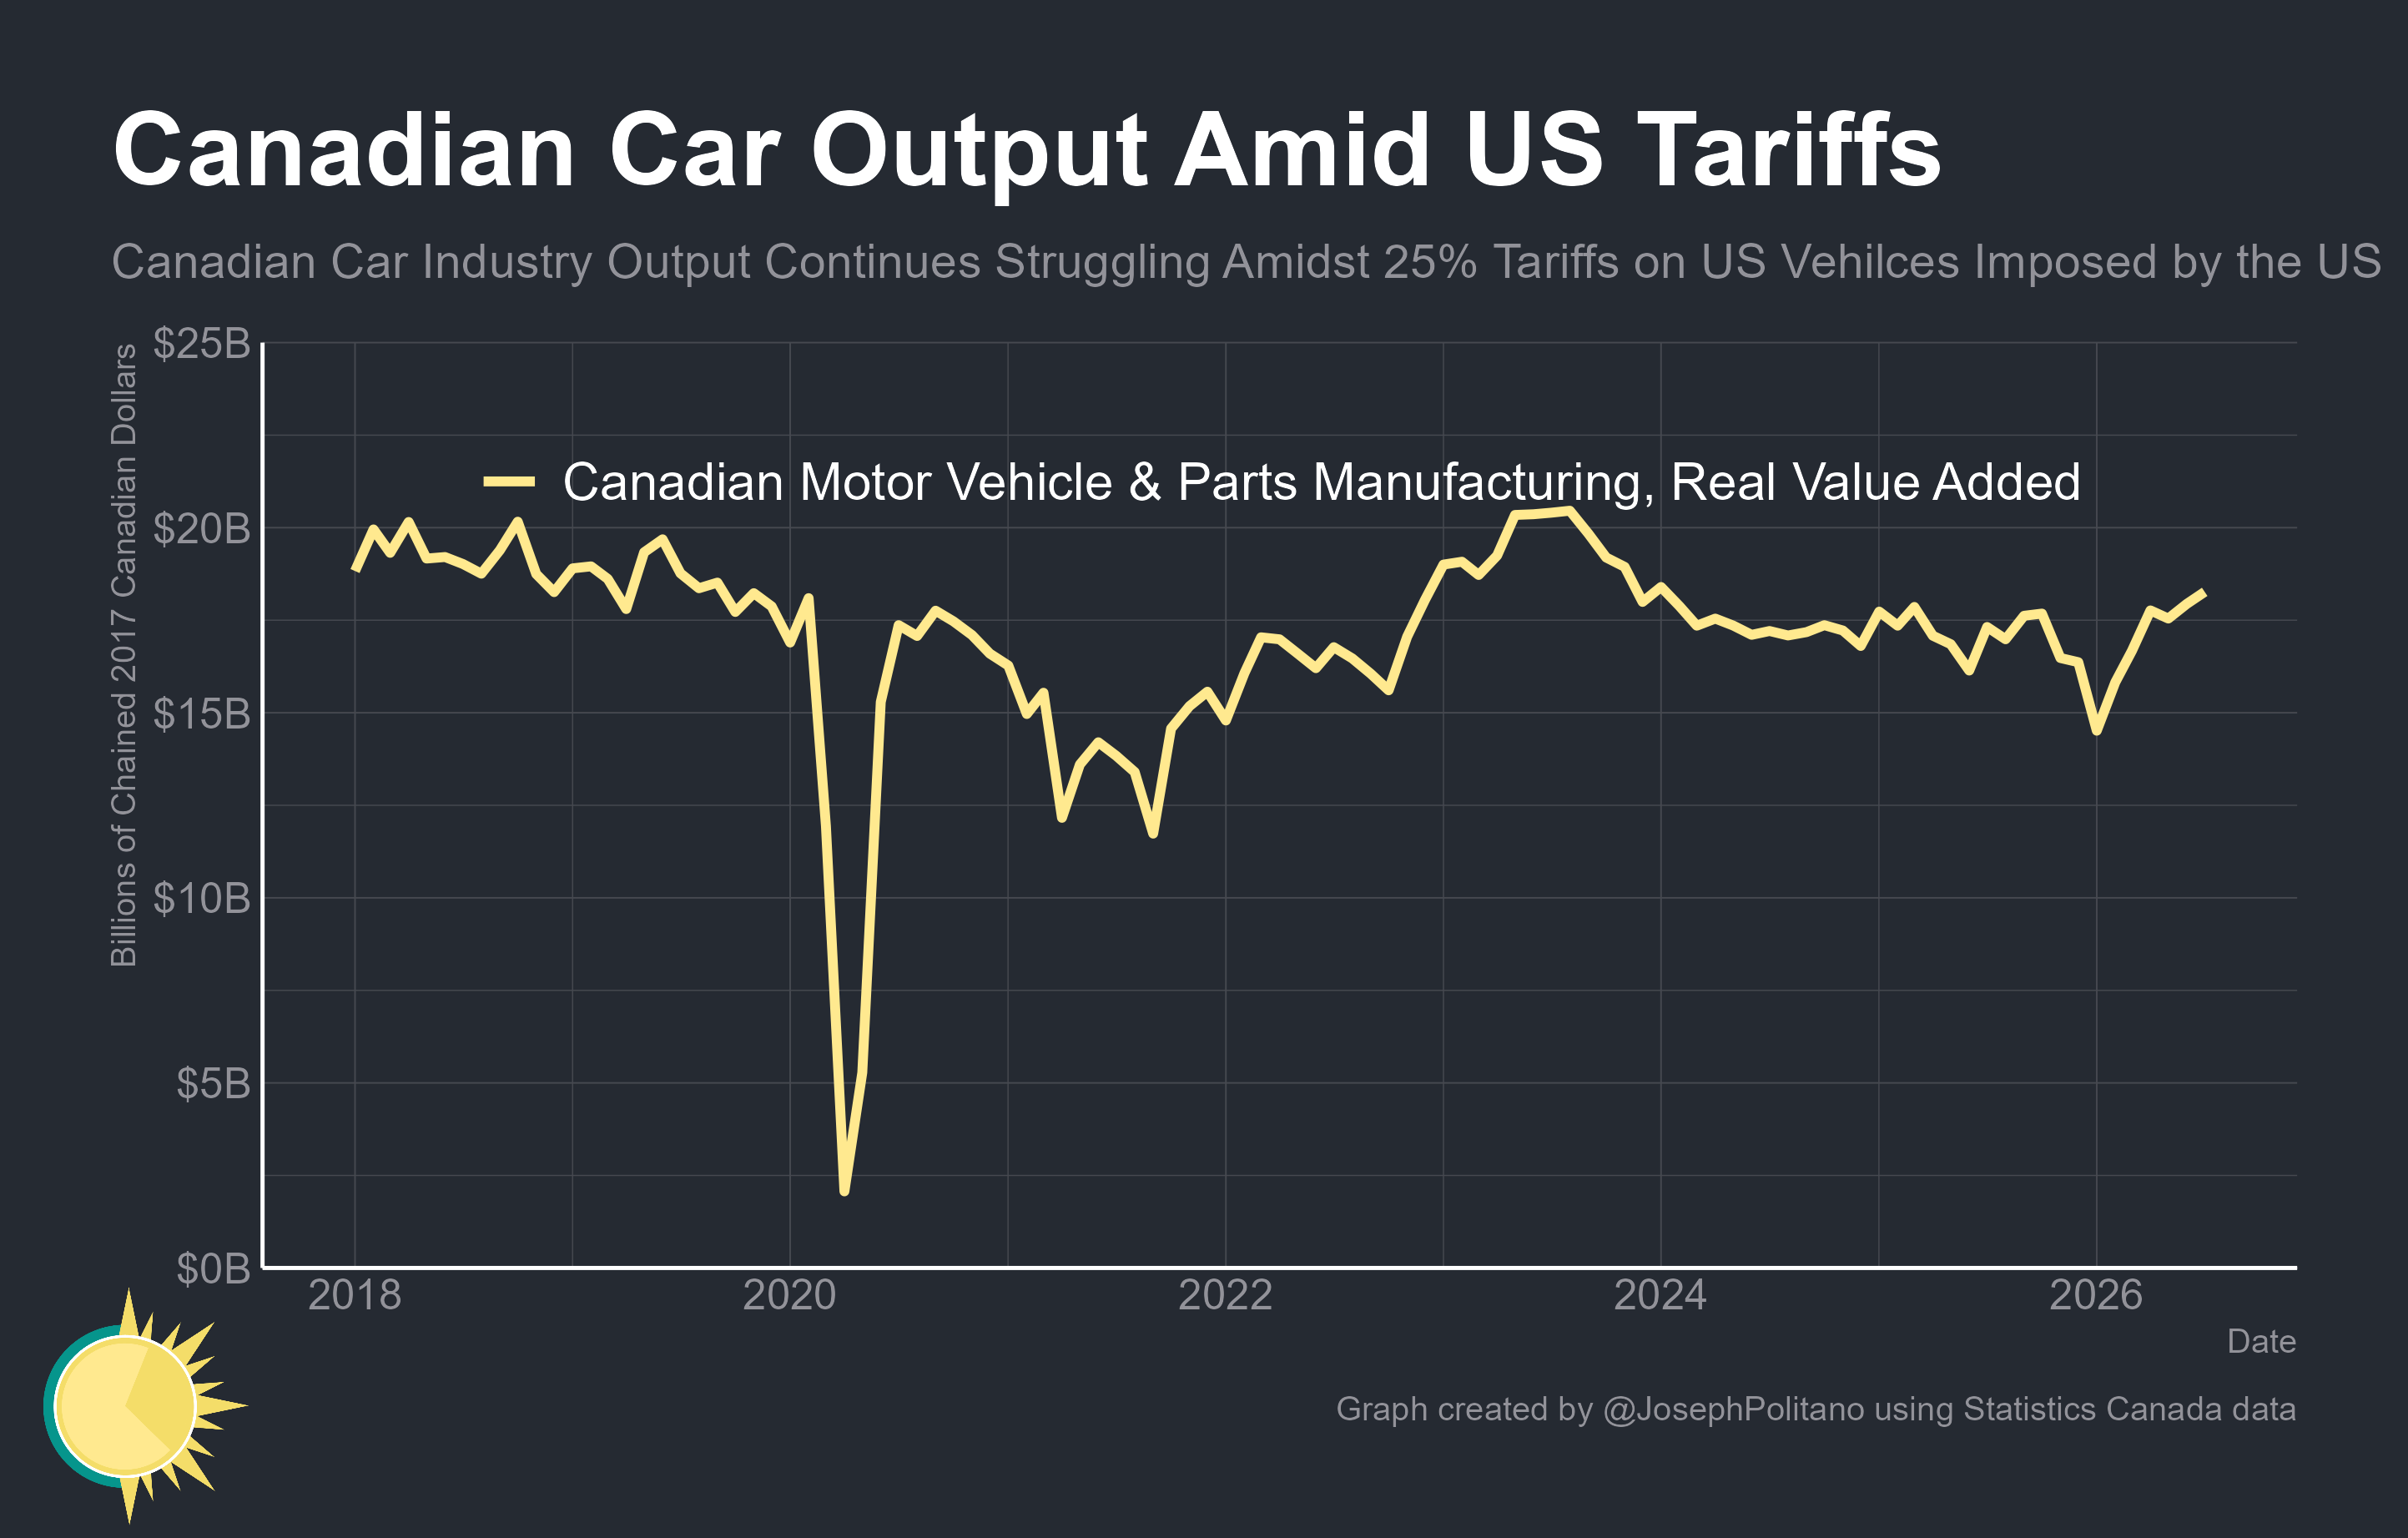 Canadian Car Output Amid US Tariffs
Canadian Car Industry Output Continues Struggling Amidst 25% Tariffs on US Vehilces Imposed by the US
Billions of Chained 2017 Canadian Dollars
$25B
$20B
$15B
$10B
$5B
$0B
Canadian Motor Vehicle & Parts Manufacturing, Real Value Added
2018
2020
2022
2024
2026
Date
Graph created by @JosephPolitano using Statistics Canada data